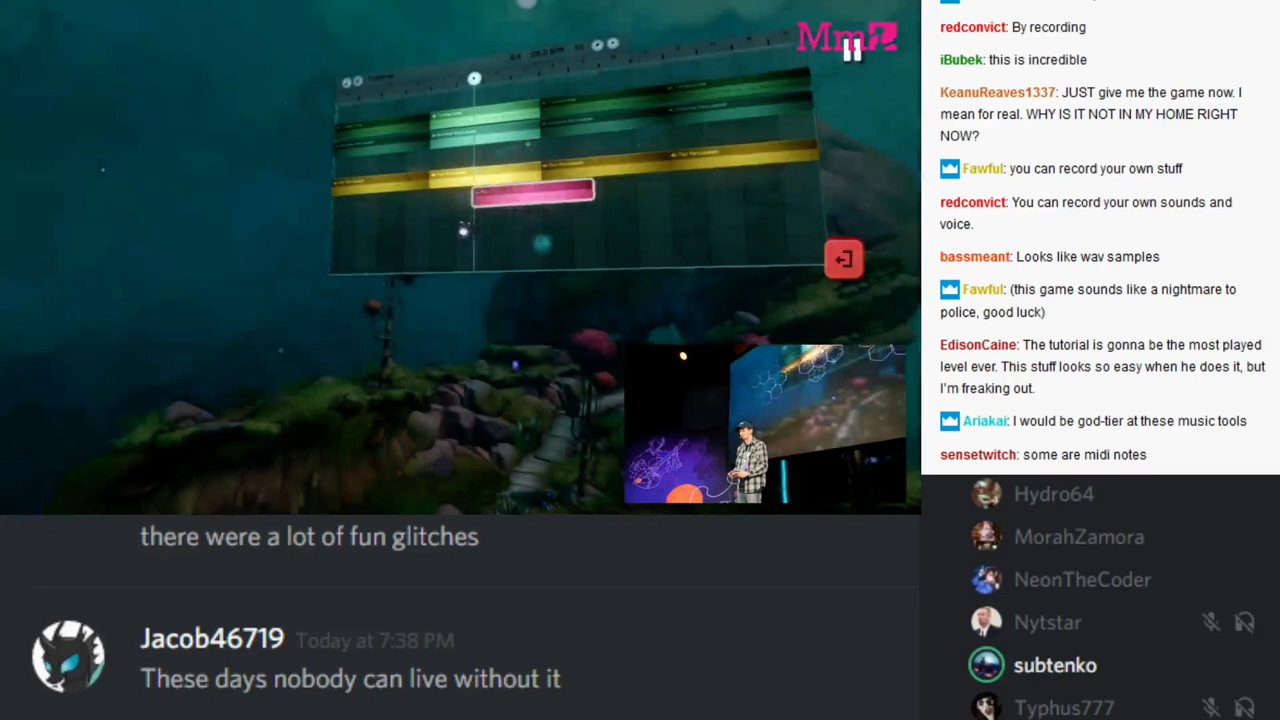 Mm
redconvict: By recording
iBubek: this is incredible
KeanuReaves1337: JUST give me the game now. I
mean for real. WHY IS IT NOT IN MY HOME RIGHT
NOW?
Fawful: you can record your own stuff
redconvict: You can record your own sounds and
voice.
bassmeant: Looks like wav samples
Fawful: (this game sounds like a nightmare to
police, good luck)
EdisonCaine: The tutorial is gonna be the most played
level ever. This stuff looks so easy when he does it, but
I'm freaking out.
Ariakai: I would be god-tier at these music tools
sensetwitch: some are midi notes
Hydro64
MorahZamora
NeonTheCoder
Nytstar
subtenko
Typhus777
there were a lot of fun glitches
Jacob46719 Today at 7:38 PM
These days nobody can live without it